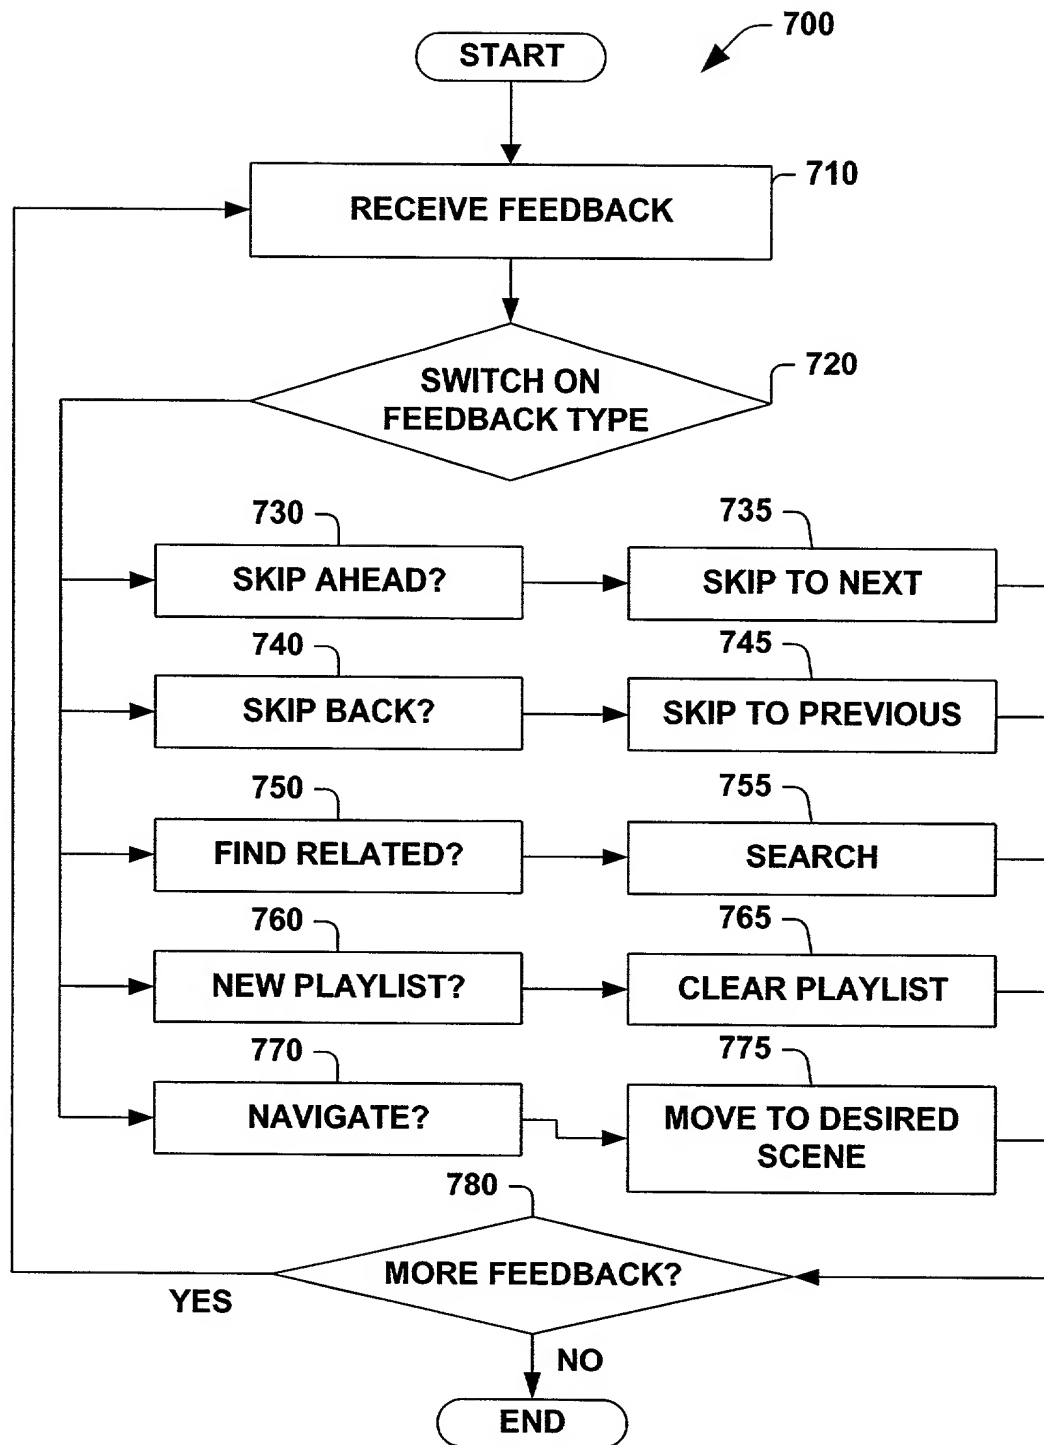 700
START
710
RECEIVE FEEDBACK
720
SWITCH ON
FEEDBACK TYPE
730
735
SKIP AHEAD?
SKIP TO NEXT
740
745
SKIP BACK?
SKIP TO PREVIOUS
750
755
FIND RELATED?
SEARCH
760
765
NEW PLAYLIST?
CLEAR PLAYLIST
770
775
NAVIGATE?
MOVE TO DESIRED
SCENE
780
MORE FEEDBACK?
YES
NO
END